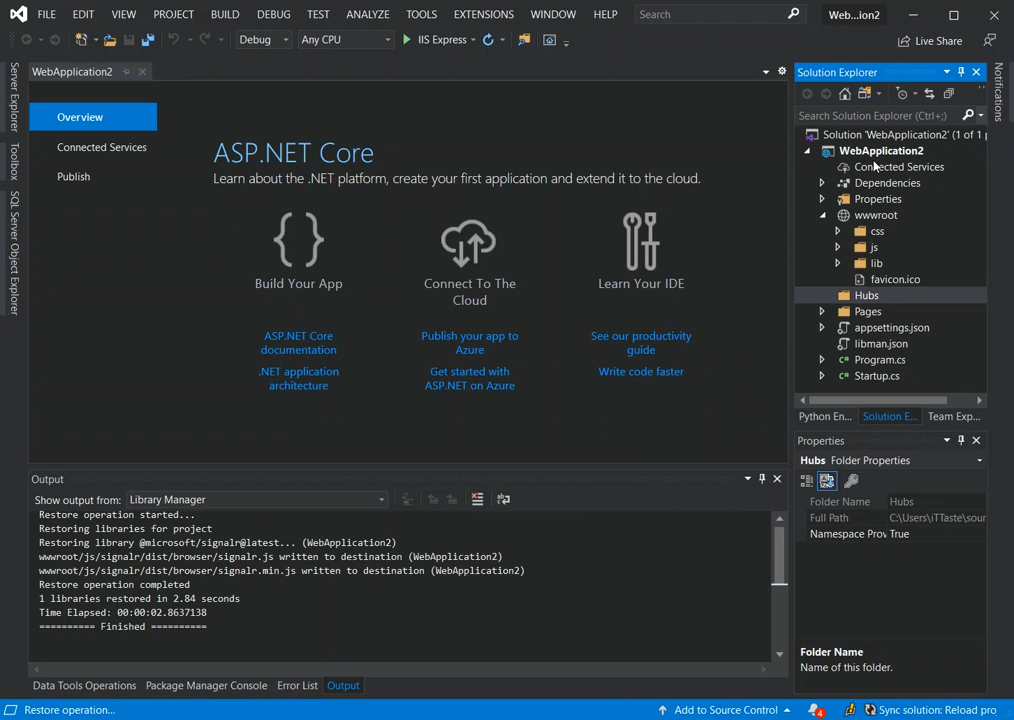 FILE EDIT VIEW PROJECT BUILD DEBUG TEST ANALYZE TOOLS EXTENSIONS WINDOW HELP Search Web...ion2
Debug Any CPU IIS Express Live Share
Server Explorer
Toolbox
SQL Server Object Explorer
WebApplication2
Overview
Connected Services
Publish
ASP.NET Core
Learn about the .NET platform, create your first application and extend it to the cloud.
Build Your App
Connect To The
Cloud
Learn Your IDE
ASP.NET Core
documentation
.NET application
architecture
Publish your app to
Azure
Get started with
ASP.NET on Azure
See our productivity
guide
Write code faster
Output
Show output from: Library Manager
Restore operation started...
Restoring libraries for project
Restoring library @microsoft/signalr@latest... (WebApplication2)
wwwroot/js/signalr/dist/browser/signalr.js written to destination (WebApplication2)
wwwroot/js/signalr/dist/browser/signalr.min.js written to destination (WebApplication2)
Restore operation completed
1 libraries restored in 2.84 seconds
Time Elapsed: 00:00:02.8637138
========== Finished ==========
Data Tools Operations Package Manager Console Error List Output
Solution Explorer
Search Solution Explorer (Ctrl+;)
Solution 'WebApplication2' (1 of 1 p
WebApplication2
Connected Services
Dependencies
Properties
wwwroot
css
js
lib
favicon.ico
Hubs
Pages
appsettings.json
libman.json
Program.cs
Startup.cs
Python En... Solution E... Team Exp...
Properties
Hubs Folder Properties
Folder Name Hubs
Full Path C:\Users\iTTaste\sour
Namespace Prov True
Folder Name
Name of this folder.
Notifications
Restore operation... Add to Source Control 4 Sync solution: Reload pro